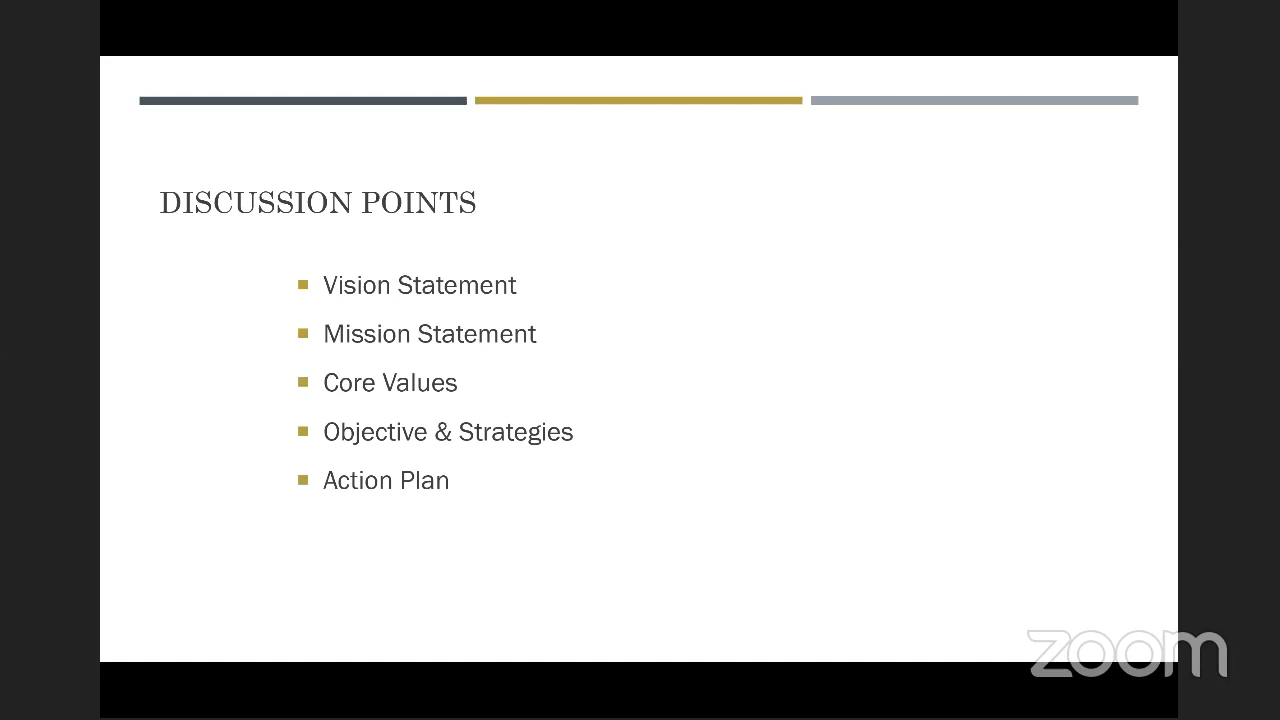 DISCUSSION POINTS
Vision Statement
Mission Statement
Core Values
Objective & Strategies
Action Plan
zoom